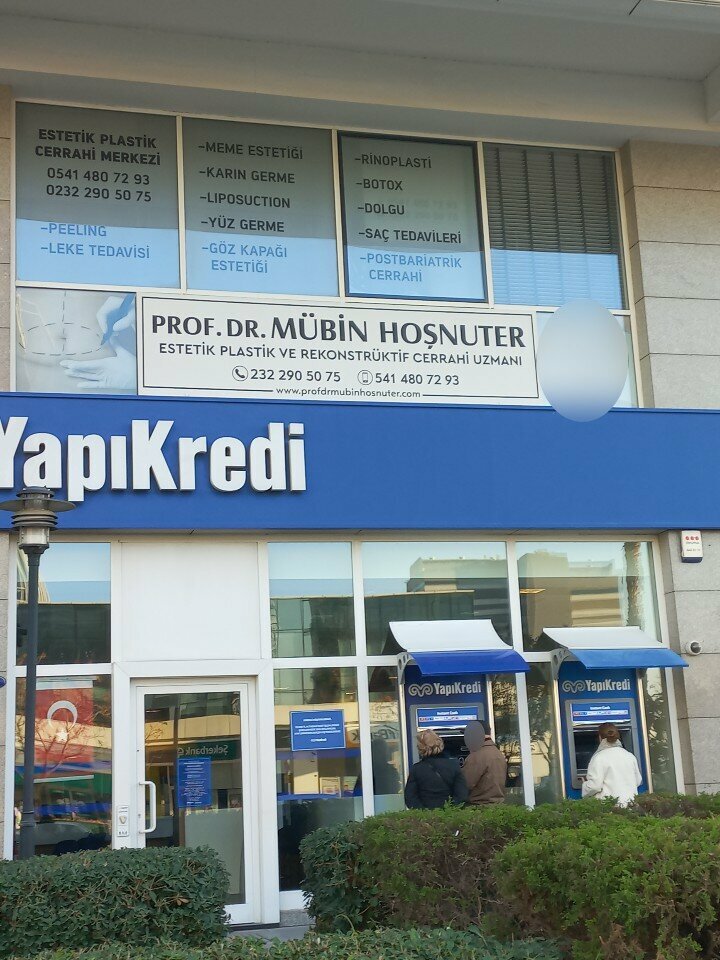 ESTETİK PLASTİK
CERRAHİ MERKEZİ
0541 480 72 93
0232 290 50 75
-PEELING
-LEKE TEDAVİSİ
-MEME ESTETİĞİ
-KARIN GERME
-LIPOSUCTION
-YÜZ GERME
-GÖZ KAPAĞI
ESTETİĞİ
-RİNOPLASTİ
-BOTOX
-DOLGU
-SAÇ TEDAVİLERİ
-POSTBARİATRİK
CERRAHİ
PROF. DR. MÜBİN HOŞNUTER
ESTETİK PLASTİK VE REKONSTRÜKTİF CERRAHİ UZMANI
232 290 50 75 541 480 72 93
www.profdrmubinhosnuter.com
YapıKredi
YapıKredi
YapıKredi
Şekerbank